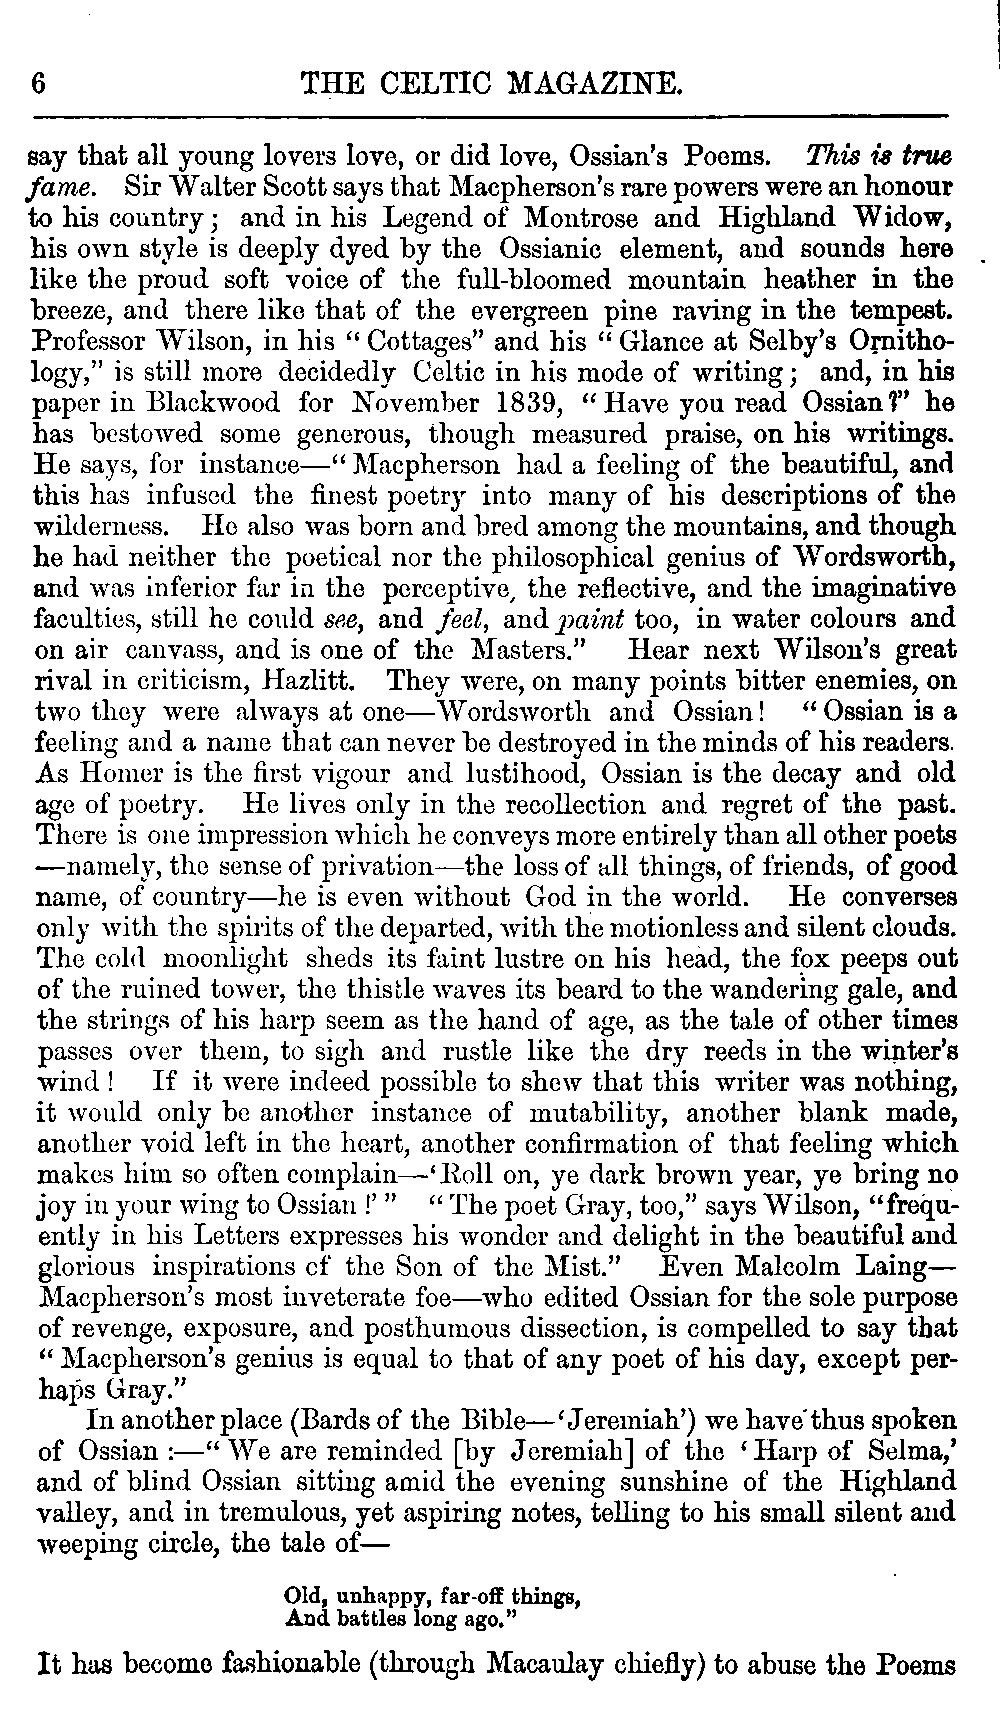 6 THE CELTIC MAGAZINE.
say that all young lovers love, or did love, Ossian's Poems. This is true
fame. Sir Walter Scott says that Macpherson's rare powers were an honour
to his country; and in his Legend of Montrose and Highland Widow,
his own style is deeply dyed by the Ossianic element, and sounds here
like the proud soft voice of the full-bloomed mountain heather in the
breeze, and there like that of the evergreen pine raving in the tempest.
Professor Wilson, in his "Cottages" and his "Glance at Selby's Ornitho-
logy," is still more decidedly Celtic in his mode of writing; and, in his
paper in Blackwood for November 1839, "Have you read Ossian?" he
has bestowed some generous, though measured praise, on his writings.
He says, for instance—"Macpherson had a feeling of the beautiful, and
this has infused the finest poetry into many of his descriptions of the
wilderness. He also was born and bred among the mountains, and though
he had neither the poetical nor the philosophical genius of Wordsworth,
and was inferior far in the perceptive, the reflective, and the imaginative
faculties, still he could see, and feel, and paint too, in water colours and
on air canvass, and is one of the Masters." Hear next Wilson's great
rival in criticism, Hazlitt. They were, on many points bitter enemies, on
two they were always at one—Wordsworth and Ossian! "Ossian is a
feeling and a name that can never be destroyed in the minds of his readers.
As Homer is the first vigour and lustihood, Ossian is the decay and old
age of poetry. He lives only in the recollection and regret of the past.
There is one impression which he conveys more entirely than all other poets
—namely, the sense of privation—the loss of all things, of friends, of good
name, of country—he is even without God in the world. He converses
only with the spirits of the departed, with the motionless and silent clouds.
The cold moonlight sheds its faint lustre on his head, the fox peeps out
of the ruined tower, the thistle waves its beard to the wandering gale, and
the strings of his harp seem as the hand of age, as the tale of other times
passes over them, to sigh and rustle like the dry reeds in the winter's
wind! If it were indeed possible to shew that this writer was nothing,
it would only be another instance of mutability, another blank made,
another void left in the heart, another confirmation of that feeling which
makes him so often complain—'Roll on, ye dark brown year, ye bring no
joy in your wing to Ossian!'" "The poet Gray, too," says Wilson, "frequ-
ently in his Letters expresses his wonder and delight in the beautiful and
glorious inspirations of the Son of the Mist." Even Malcolm Laing—
Macpherson's most inveterate foe—who edited Ossian for the sole purpose
of revenge, exposure, and posthumous dissection, is compelled to say that
"Macpherson's genius is equal to that of any poet of his day, except per-
haps Gray."
In another place (Bards of the Bible—'Jeremiah') we have thus spoken
of Ossian:—"We are reminded [by Jeremiah] of the 'Harp of Selma,'
and of blind Ossian sitting amid the evening sunshine of the Highland
valley, and in tremulous, yet aspiring notes, telling to his small silent and
weeping circle, the tale of—
Old, unhappy, far-off things,
And battles long ago."
It has become fashionable (through Macaulay chiefly) to abuse the Poems